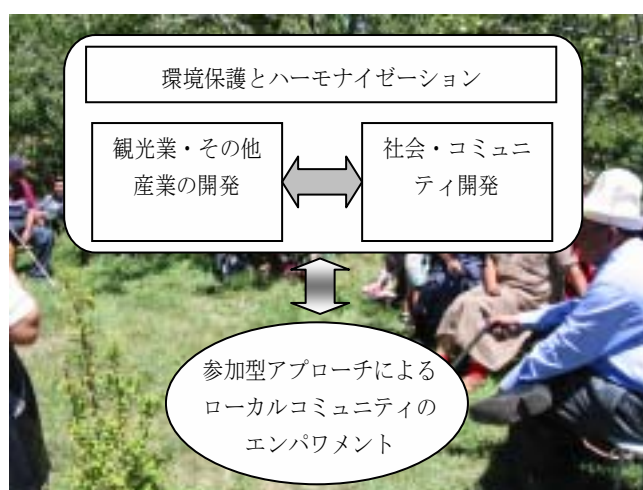 環境保護とハーモナイゼーション
観光業・その他
産業の開発
社会・コミュニ
ティ開発
参加型アプローチによる
ローカルコミュニティの
エンパワメント